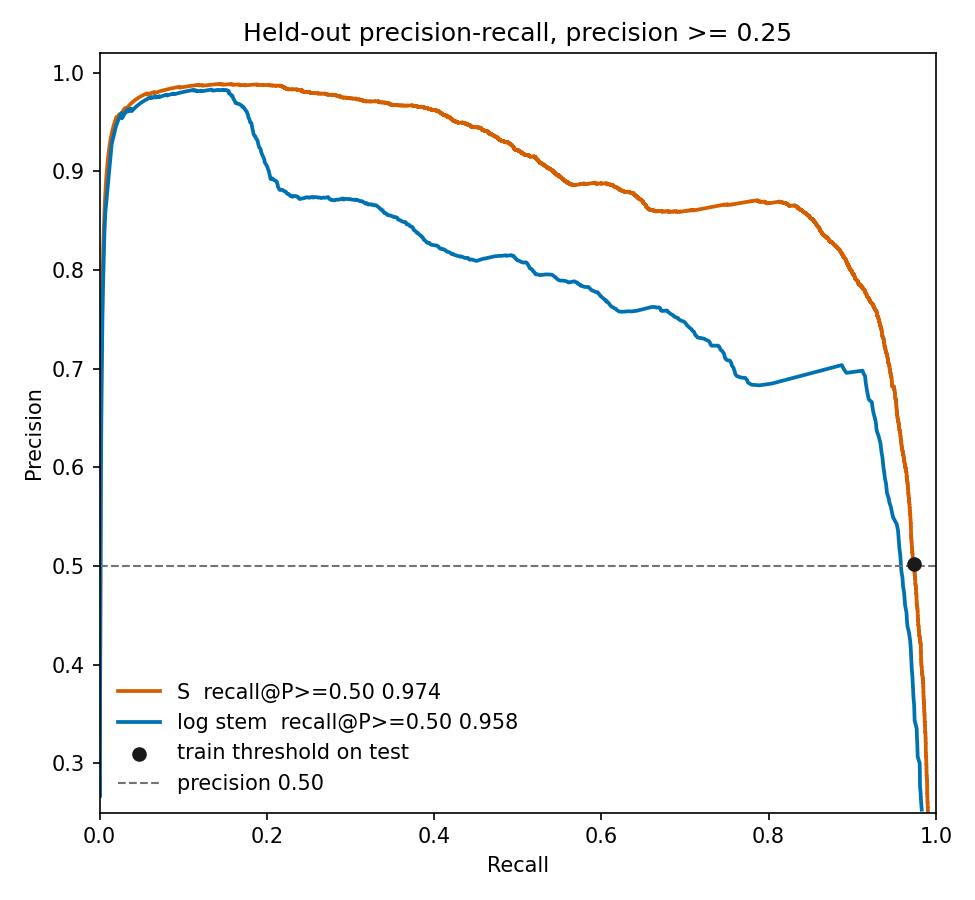 Held-out precision-recall, precision >= 0.25
Precision
1.0
0.9
0.8
0.7
0.6
0.5
0.4
0.3
S  recall@P>=0.50 0.974
log stem  recall@P>=0.50 0.958
train threshold on test
precision 0.50
0.0 0.2 0.4 0.6 0.8 1.0
Recall